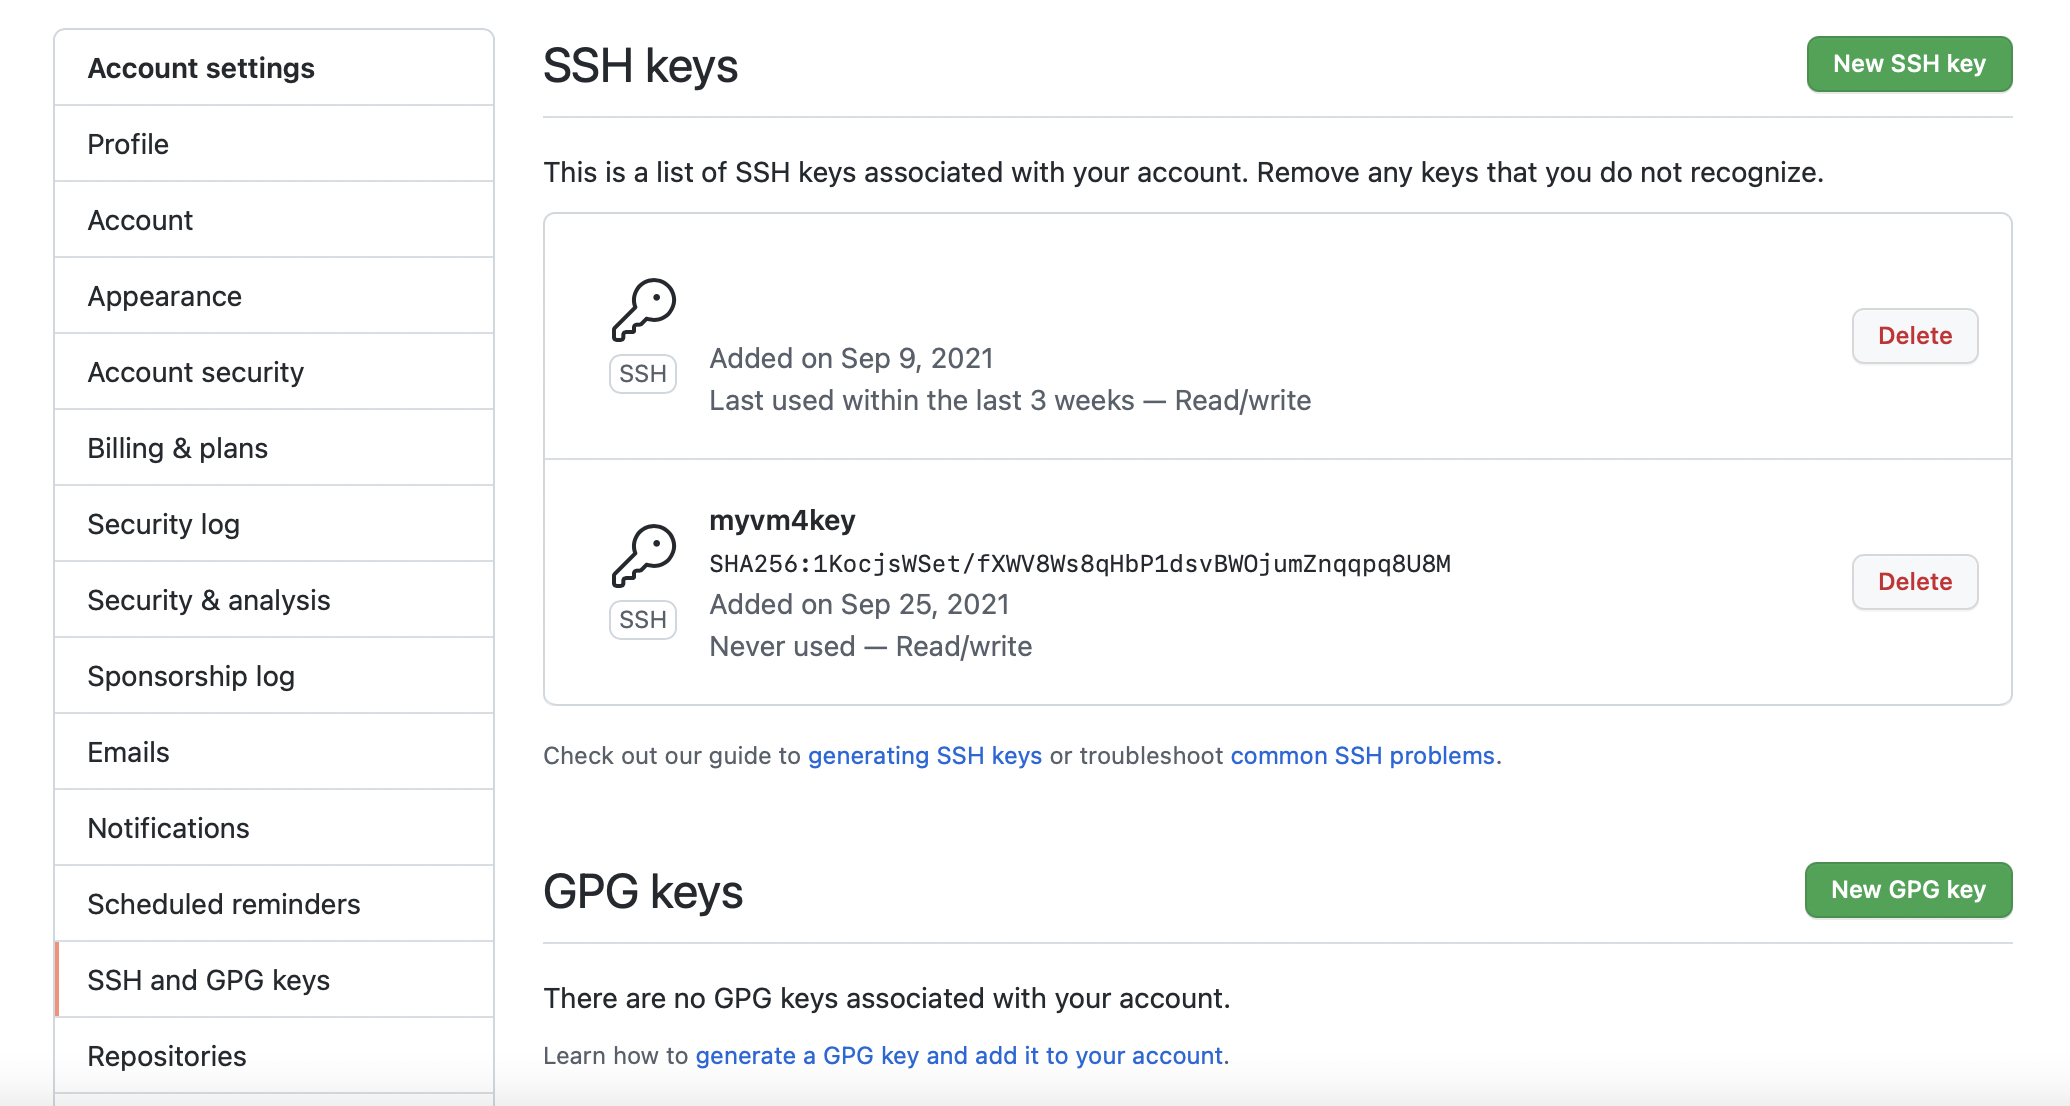 Account settings
Profile
Account
Appearance
Account security
Billing & plans
Security log
Security & analysis
Sponsorship log
Emails
Notifications
Scheduled reminders
SSH and GPG keys
Repositories
SSH keys
New SSH key
This is a list of SSH keys associated with your account. Remove any keys that you do not recognize.
SSH
Added on Sep 9, 2021
Last used within the last 3 weeks — Read/write
Delete
myvm4key
SHA256:1KocjsWSet/fXWV8Ws8qHbP1dsvBWOjumZnqqpq8U8M
SSH
Added on Sep 25, 2021
Never used — Read/write
Delete
Check out our guide to generating SSH keys or troubleshoot common SSH problems.
GPG keys
New GPG key
There are no GPG keys associated with your account.
Learn how to generate a GPG key and add it to your account.